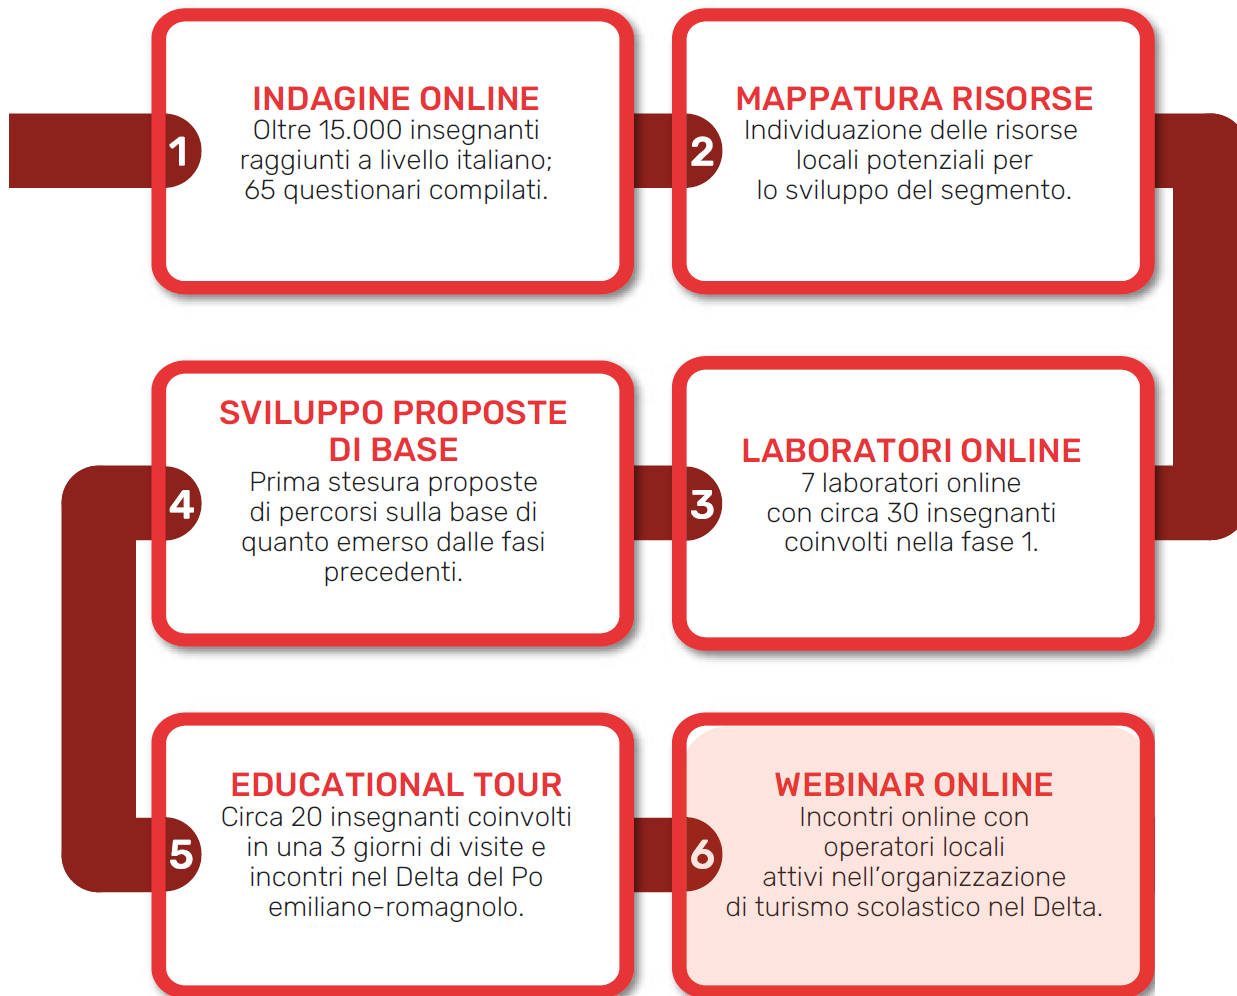 1
INDAGINE ONLINE
Oltre 15.000 insegnanti
raggiunti a livello italiano;
65 questionari compilati.
2
MAPPATURA RISORSE
Individuazione delle risorse
locali potenziali per
lo sviluppo del segmento.
3
LABORATORI ONLINE
7 laboratori online
con circa 30 insegnanti
coinvolti nella fase 1.
4
SVILUPPO PROPOSTE
DI BASE
Prima stesura proposte
di percorsi sulla base di
quanto emerso dalle fasi
precedenti.
5
EDUCATIONAL TOUR
Circa 20 insegnanti coinvolti
in una 3 giorni di visite e
incontri nel Delta del Po
emiliano-romagnolo.
6
WEBINAR ONLINE
Incontri online con
operatori locali
attivi nell’organizzazione
di turismo scolastico nel Delta.